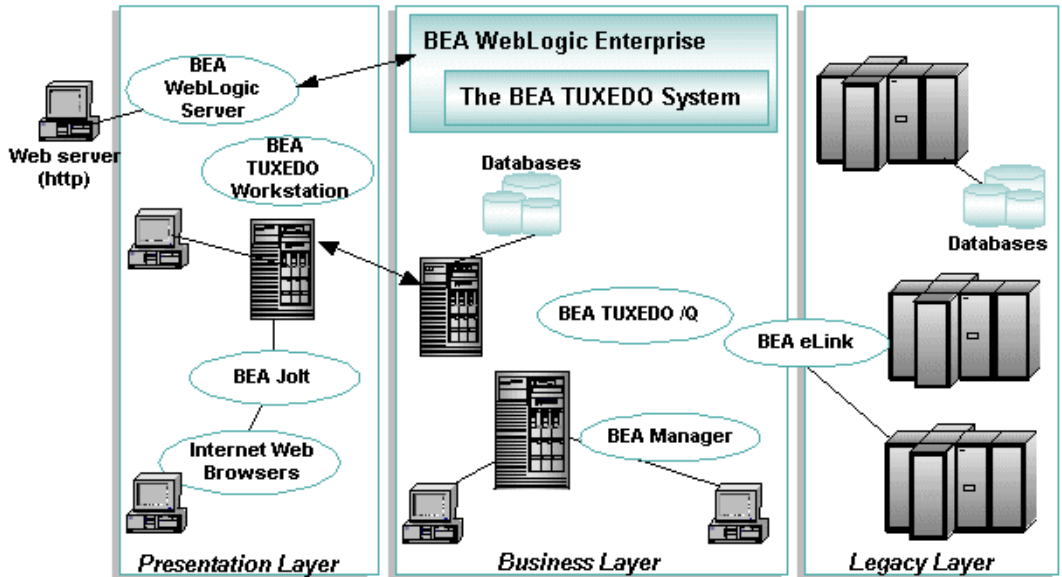 BEA
WebLogic
Server
Web server
(http)
BEA
TUXEDO
Workstation
BEA Jolt
Internet Web
Browsers
Presentation Layer
BEA WebLogic Enterprise
The BEA TUXEDO System
Databases
BEA TUXEDO /Q
BEA eLink
BEA Manager
Business Layer
Databases
Legacy Layer